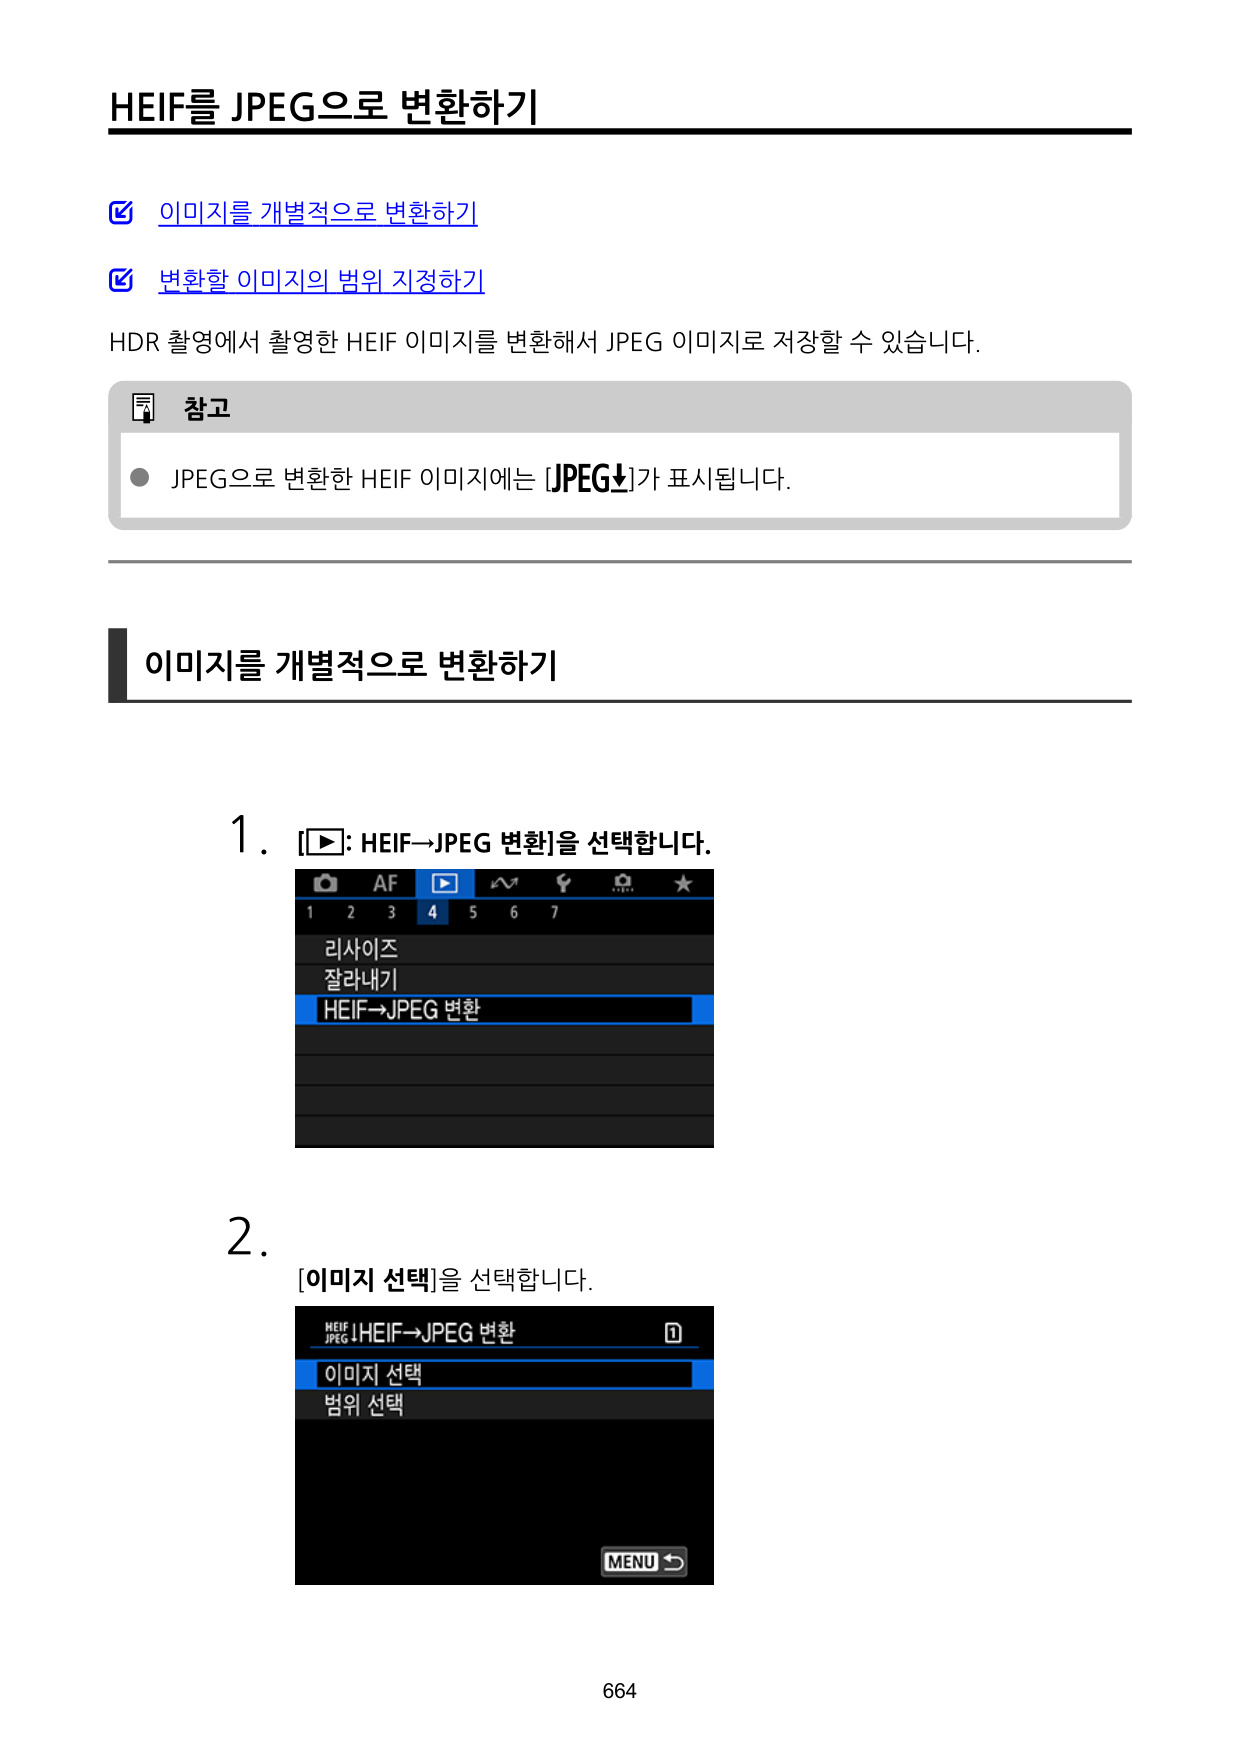 HEIF를 JPEG으로 변환하기
이미지를 개별적으로 변환하기
변환할 이미지의 범위 지정하기
HDR 촬영에서 촬영한 HEIF 이미지를 변환해서 JPEG 이미지로 저장할 수 있습니다.
참고
● JPEG으로 변환한 HEIF 이미지에는 [JPEG↓]가 표시됩니다.
이미지를 개별적으로 변환하기
1. [▶: HEIF→JPEG 변환]을 선택합니다.
AF
1 2 3 4 5 6 7
리사이즈
잘라내기
HEIF→JPEG 변환
2.
[이미지 선택]을 선택합니다.
HEIF JPEG↓HEIF→JPEG 변환 1
이미지 선택
범위 선택
MENU
664